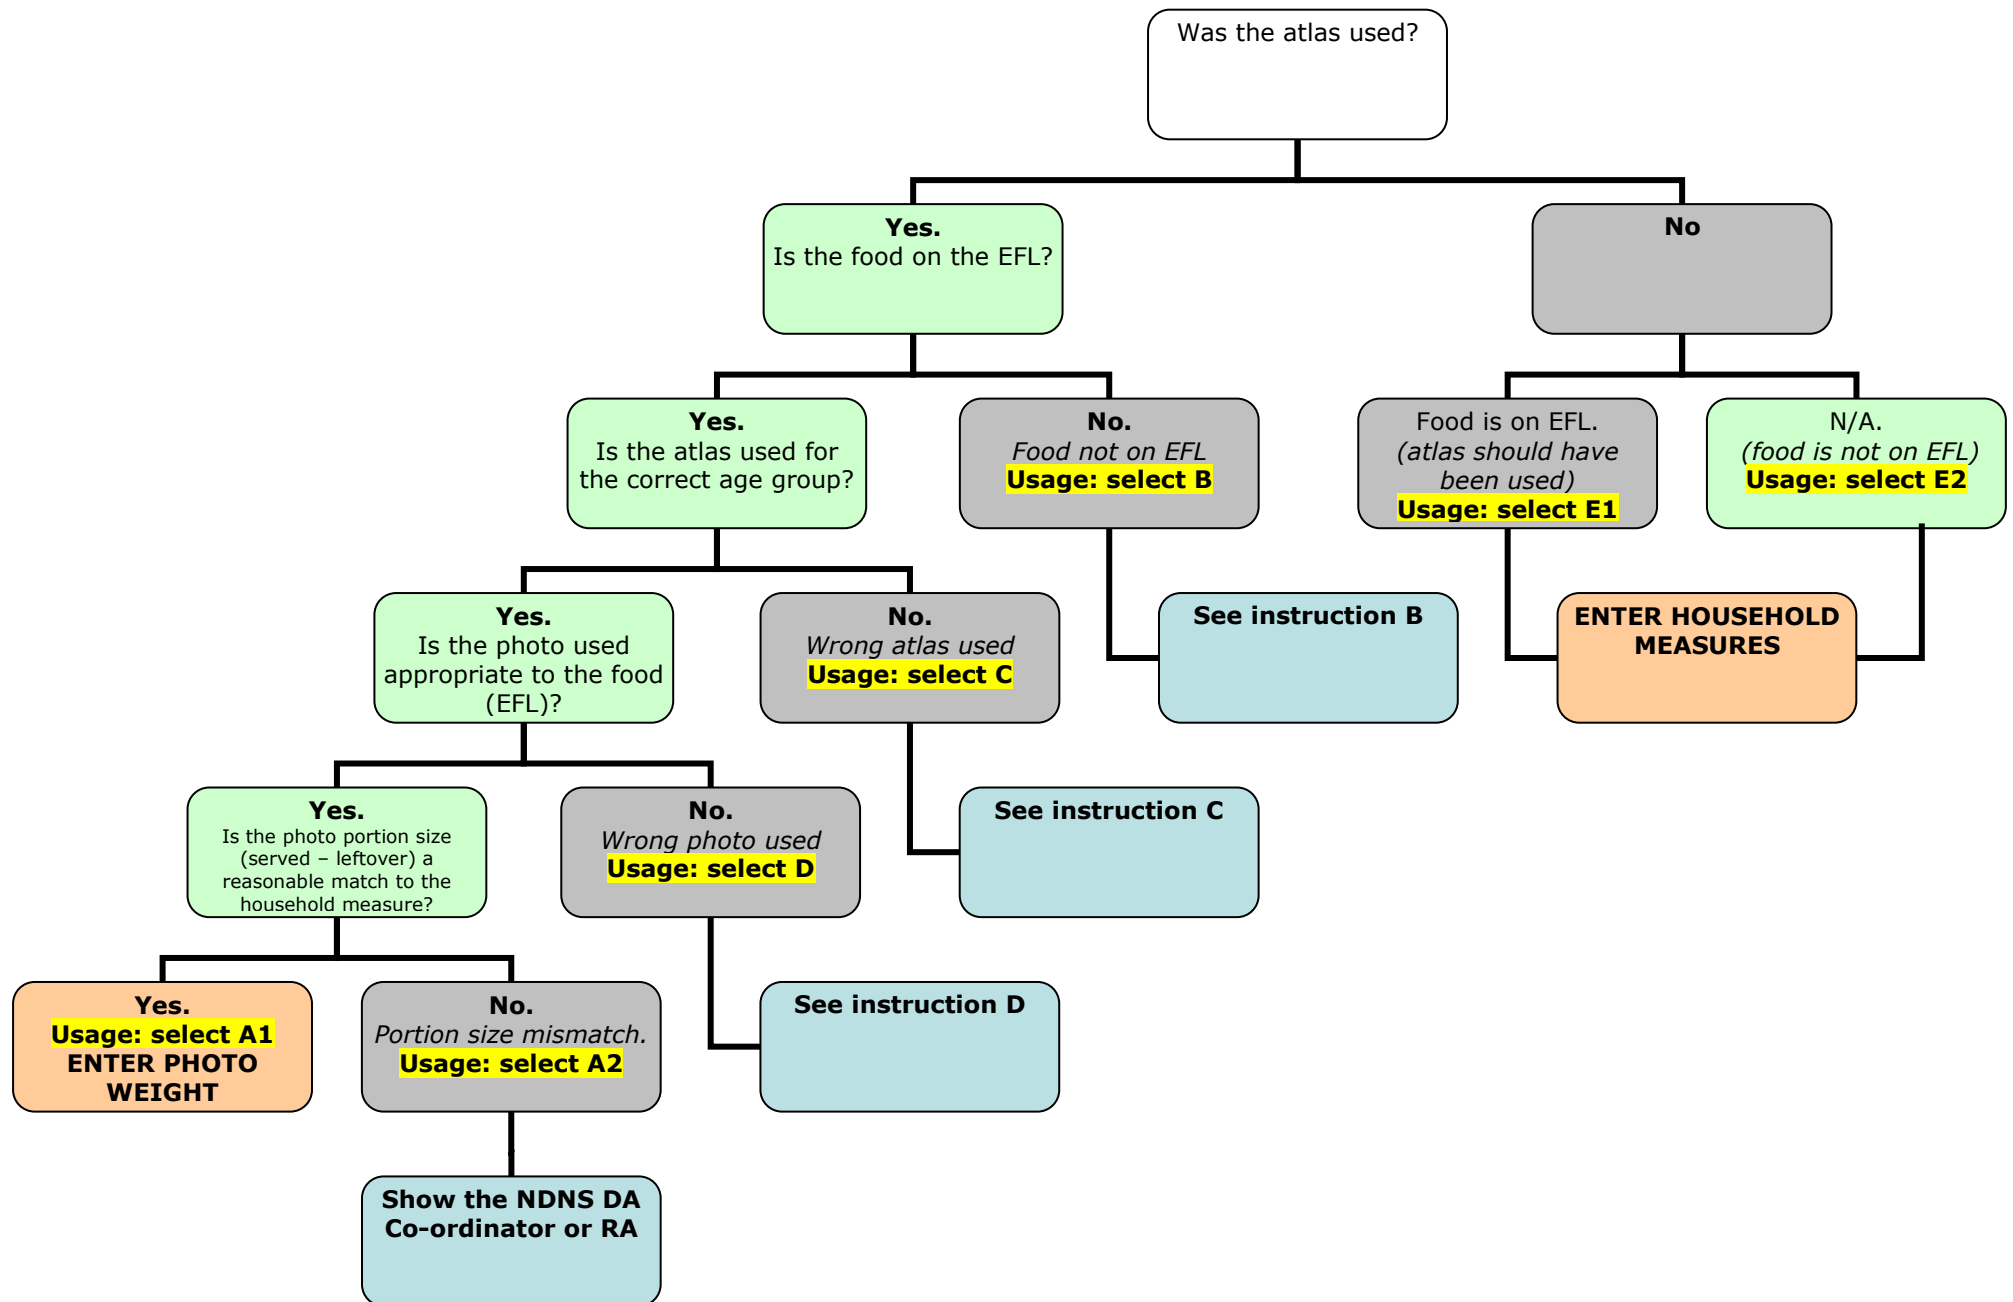 Was the atlas used?
Yes.
Is the food on the EFL?
No
Yes.
Is the atlas used for
the correct age group?
No.
Food not on EFL
Usage: select B
Food is on EFL.
(atlas should have
been used)
Usage: select E1
N/A.
(food is not on EFL)
Usage: select E2
Yes.
Is the photo used
appropriate to the food
(EFL)?
No.
Wrong atlas used
Usage: select C
See instruction B
ENTER HOUSEHOLD
MEASURES
Yes.
Is the photo portion size
(served – leftover) a
reasonable match to the
household measure?
No.
Wrong photo used
Usage: select D
See instruction C
Yes.
Usage: select A1
ENTER PHOTO
WEIGHT
No.
Portion size mismatch.
Usage: select A2
See instruction D
Show the NDNS DA
Co-ordinator or RA